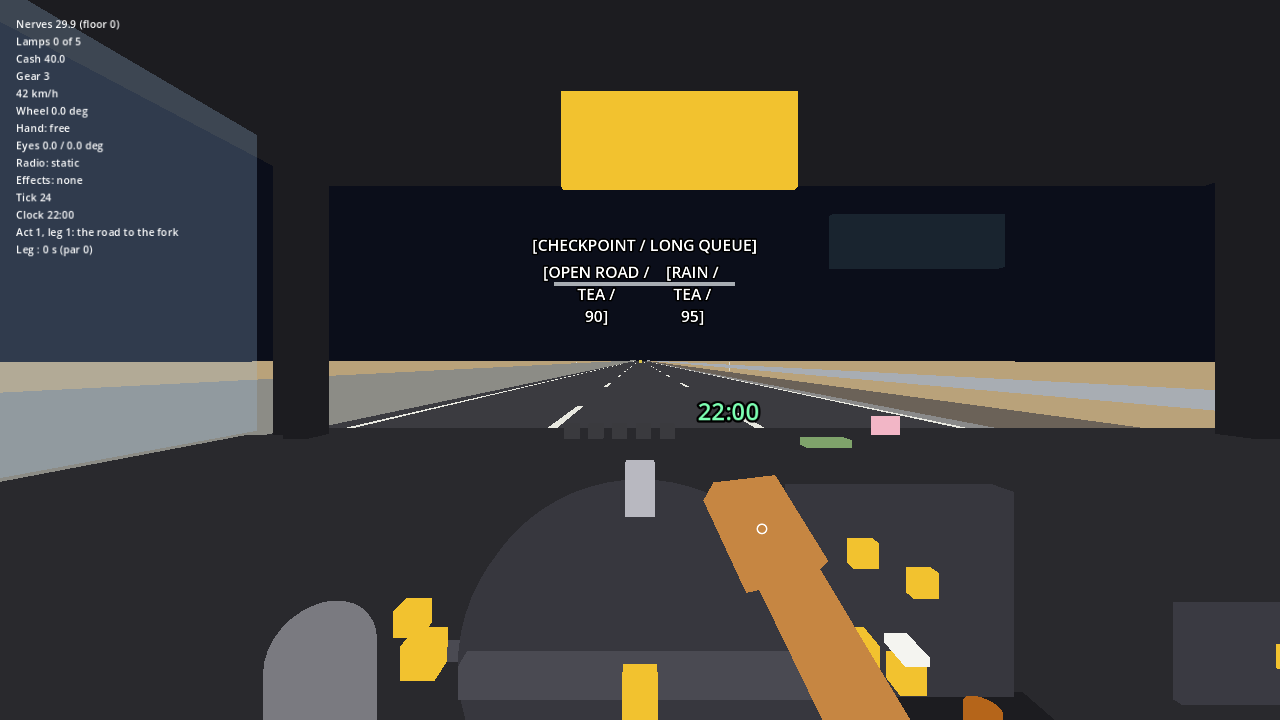 Nerves 29.9 (floor 0)
Lamps 0 of 5
Cash 40.0
Gear 3
42 km/h
Wheel 0.0 deg
Hand: free
Eyes 0.0 / 0.0 deg
Radio: static
Effects: none
Tick 24
Clock 22:00
Act 1, leg 1: the road to the fork
Leg : 0 s (par 0)
[CHECKPOINT / LONG QUEUE]
[OPEN ROAD /
TEA /
90]
[RAIN /
TEA /
95]
22:00